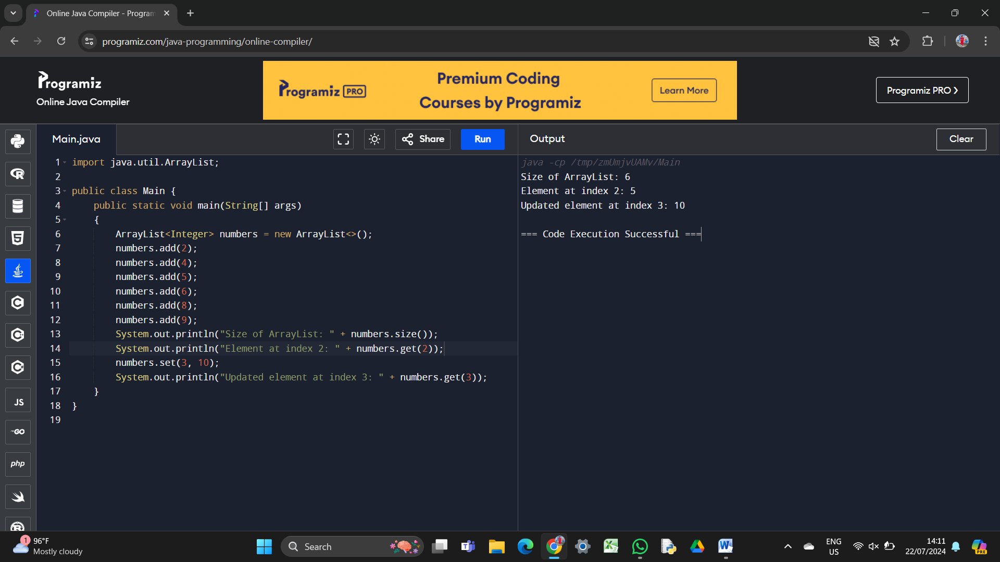 Online Java Compiler - Program
programiz.com/java-programming/online-compiler/
Programiz
Online Java Compiler
Programiz PRO
Premium Coding
Courses by Programiz
Learn More
Programiz PRO ❯
Main.java
Share
Run
Output
Clear
1 import java.util.ArrayList;
2
3 public class Main {
4     public static void main(String[] args)
5     {
6         ArrayList<Integer> numbers = new ArrayList<>();
7         numbers.add(2);
8         numbers.add(4);
9         numbers.add(5);
10         numbers.add(6);
11         numbers.add(8);
12         numbers.add(9);
13         System.out.println("Size of ArrayList: " + numbers.size());
14         System.out.println("Element at index 2: " + numbers.get(2));
15         numbers.set(3, 10);
16         System.out.println("Updated element at index 3: " + numbers.get(3));
17     }
18 }
19
java -cp /tmp/zmUmjvUAMv/Main
Size of ArrayList: 6
Element at index 2: 5
Updated element at index 3: 10
=== Code Execution Successful ===
R
5
C
C++
C#
JS
GO
php
R
1
96°F
Mostly cloudy
Search
T
W
ENG
US
14:11
22/07/2024
PRE